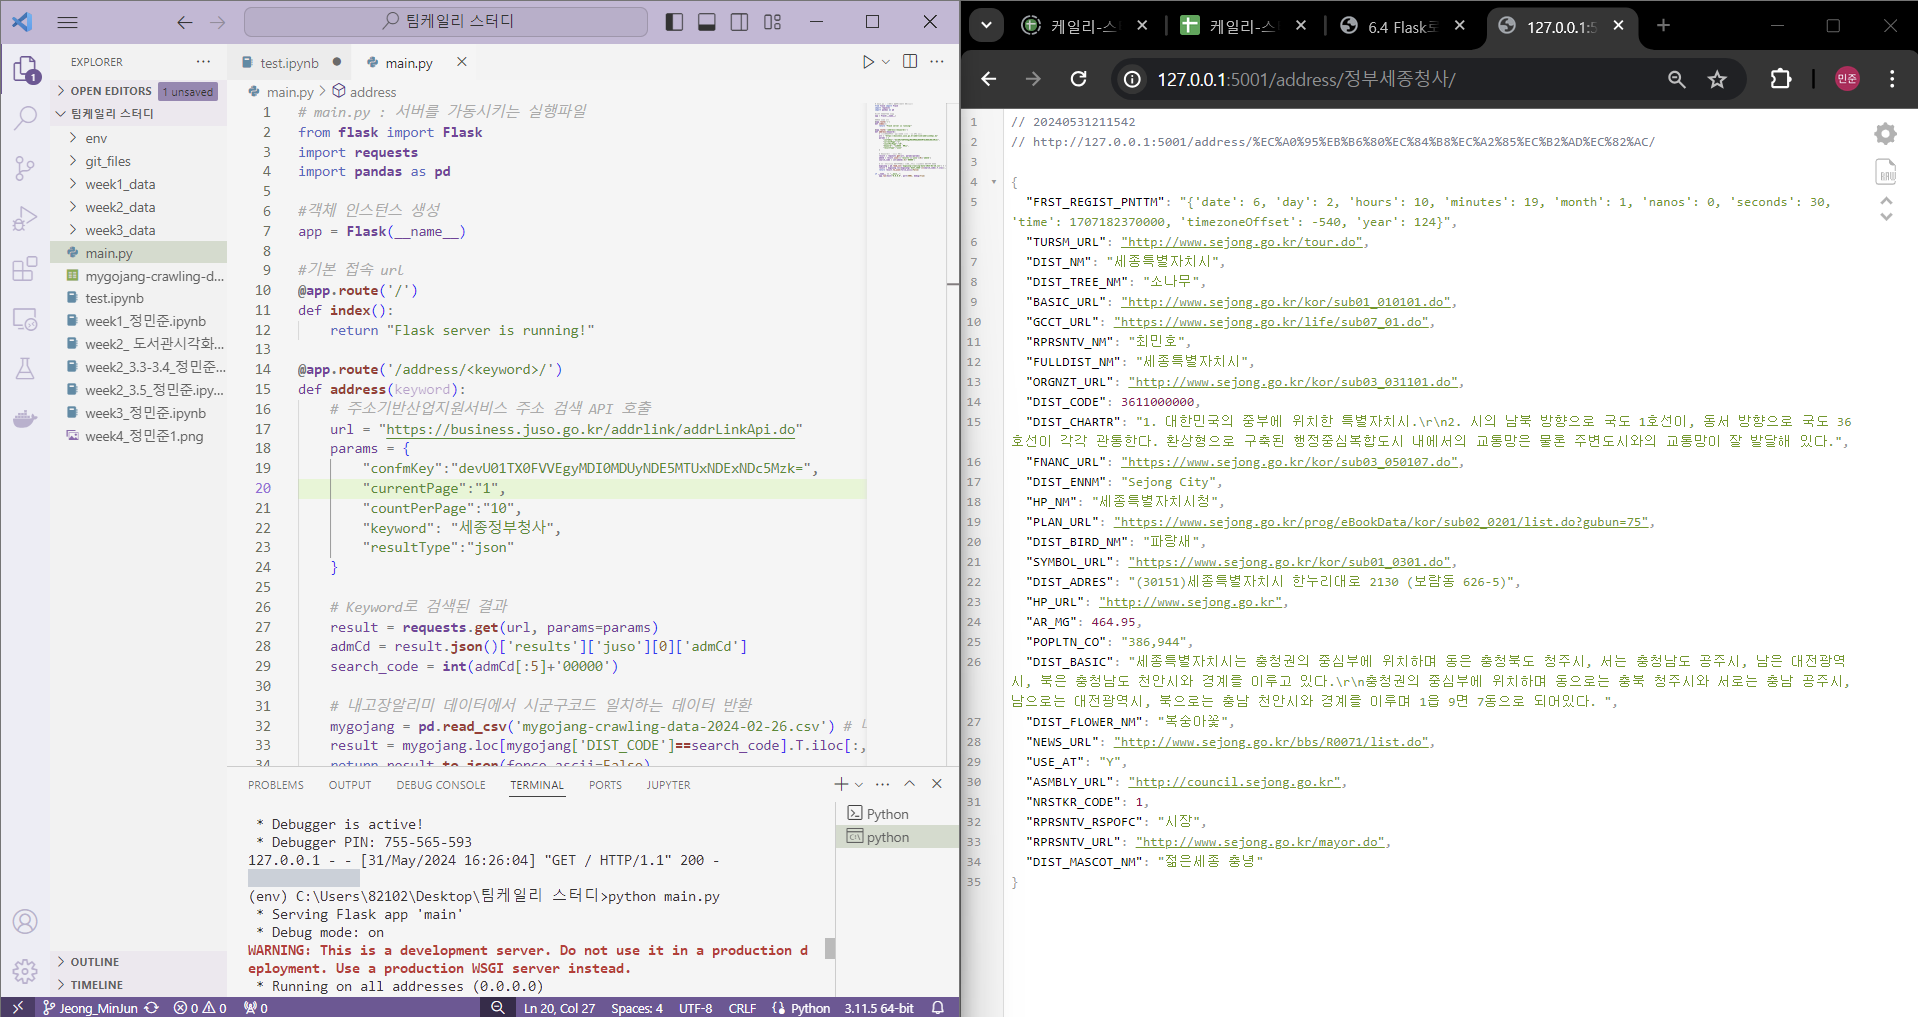 팀케일리 스터디
EXPLORER
OPEN EDITORS 1 unsaved
팀케일리 스터디
env
git_files
week1_data
week2_data
week3_data
main.py
mygojang-crawling-d...
test.ipynb
week1_정민준.ipynb
week2_ 도서관시각화...
week2_3.3-3.4_정민준...
week2_3.5_정민준.ipy...
week3_정민준.ipynb
week4_정민준1.png
OUTLINE
TIMELINE
test.ipynb
main.py
main.py > address
1 # main.py : 서버를 가동시키는 실행파일
2 from flask import Flask
3 import requests
4 import pandas as pd
5
6 #객체 인스턴스 생성
7 app = Flask(__name__)
8
9 #기본 접속 url
10 @app.route('/')
11 def index():
12 return "Flask server is running!"
13
14 @app.route('/address/<keyword>/')
15 def address(keyword):
16 # 주소기반산업지원서비스 주소 검색 API 호출
17 url = "https://business.juso.go.kr/addrlink/addrLinkApi.do"
18 params = {
19 "confmKey":"devU01TX0FVVEgyMDI0MDUyNDE5MTUxNDExNDc5Mzk=",
20 "currentPage":"1",
21 "countPerPage":"10",
22 "keyword": "세종정부청사",
23 "resultType":"json"
24 }
25
26 # Keyword로 검색된 결과
27 result = requests.get(url, params=params)
28 admCd = result.json()['results']['juso'][0]['admCd']
29 search_code = int(admCd[:5]+'00000')
30
31 # 내고장알리미 데이터에서 시군구코드 일치하는 데이터 반환
32 mygojang = pd.read_csv('mygojang-crawling-data-2024-02-26.csv') #
33 result = mygojang.loc[mygojang['DIST_CODE']==search_code].T.iloc[:,
34 return result.to_json(force_ascii=False)
PROBLEMS OUTPUT DEBUG CONSOLE TERMINAL PORTS JUPYTER
* Debugger is active!
* Debugger PIN: 755-565-593
127.0.0.1 - - [31/May/2024 16:26:04] "GET / HTTP/1.1" 200 -
(env) C:\Users\82102\Desktop\팀케일리 스터디>python main.py
* Serving Flask app 'main'
* Debug mode: on
WARNING: This is a development server. Do not use it in a production d
eployment. Use a production WSGI server instead.
* Running on all addresses (0.0.0.0)
Python
python
Jeong_MinJun 0 0 0 Ln 20, Col 27 Spaces: 4 UTF-8 CRLF Python 3.11.5 64-bit
케일리-스
케일리-스
6.4 Flask로
127.0.0.1:5
127.0.0.1:5001/address/정부세종청사/
민준
1 // 20240531211542
2 // http://127.0.0.1:5001/address/%EC%A0%95%EB%B6%80%EC%84%B8%EC%A2%85%EC%B2%AD%EC%82%AC/
3
4 {
5 "FRST_REGIST_PNTTM": "{'date': 6, 'day': 2, 'hours': 10, 'minutes': 19, 'month': 1, 'nanos': 0, 'seconds': 30,
'time': 1707182370000, 'timezoneOffset': -540, 'year': 124}",
6 "TURSM_URL": "http://www.sejong.go.kr/tour.do",
7 "DIST_NM": "세종특별자치시",
8 "DIST_TREE_NM": "소나무",
9 "BASIC_URL": "http://www.sejong.go.kr/kor/sub01_010101.do",
10 "GCCT_URL": "https://www.sejong.go.kr/life/sub07_01.do",
11 "RPRSNTV_NM": "최민호",
12 "FULLDIST_NM": "세종특별자치시",
13 "ORGNZT_URL": "http://www.sejong.go.kr/kor/sub03_031101.do",
14 "DIST_CODE": 3611000000,
15 "DIST_CHARTR": "1. 대한민국의 중부에 위치한 특별자치시.\r\n2. 시의 남북 방향으로 국도 1호선이, 동서 방향으로 국도 36
호선이 각각 관통한다. 환상형으로 구축된 행정중심복합도시 내에서의 교통망은 물론 주변도시와의 교통망이 잘 발달해 있다.",
16 "FNANC_URL": "https://www.sejong.go.kr/kor/sub03_050107.do",
17 "DIST_ENNM": "Sejong City",
18 "HP_NM": "세종특별자치시청",
19 "PLAN_URL": "https://www.sejong.go.kr/prog/eBookData/kor/sub02_0201/list.do?gubun=75",
20 "DIST_BIRD_NM": "파랑새",
21 "SYMBOL_URL": "https://www.sejong.go.kr/kor/sub01_0301.do",
22 "DIST_ADRES": "(30151)세종특별자치시 한누리대로 2130 (보람동 626-5)",
23 "HP_URL": "http://www.sejong.go.kr",
24 "AR_MG": 464.95,
25 "POPLTN_CO": "386,944",
26 "DIST_BASIC": "세종특별자치시는 충청권의 중심부에 위치하며 동은 충청북도 청주시, 서는 충청남도 공주시, 남은 대전광역
시, 북은 충청남도 천안시와 경계를 이루고 있다.\r\n충청권의 중심부에 위치하며 동으로는 충북 청주시와 서로는 충남 공주시,
남으로는 대전광역시, 북으로는 충남 천안시와 경계를 이루며 1읍 9면 7동으로 되어있다. ",
27 "DIST_FLOWER_NM": "복숭아꽃",
28 "NEWS_URL": "http://www.sejong.go.kr/bbs/R0071/list.do",
29 "USE_AT": "Y",
30 "ASMBLY_URL": "http://council.sejong.go.kr",
31 "NRSTKR_CODE": 1,
32 "RPRSNTV_RSPOFC": "시장",
33 "RPRSNTV_URL": "http://www.sejong.go.kr/mayor.do",
34 "DIST_MASCOT_NM": "젊은세종 충녕"
35 }